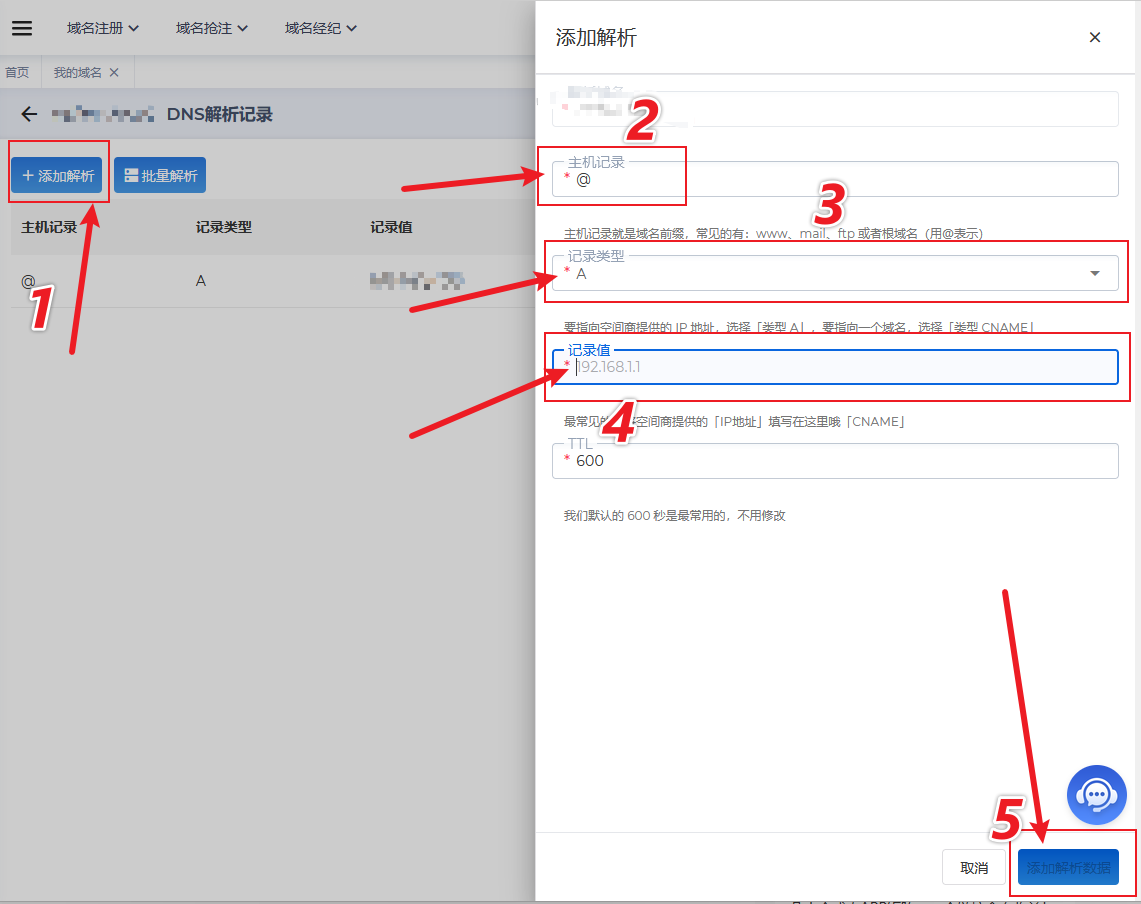 域名注册 域名抢注 域名经纪
首页 我的域名
DNS解析记录
添加解析 批量解析
主机记录 记录类型 记录值
@ A
1
添加解析
2
主机记录
* @
3
主机记录就是域名前缀，常见的有：www、mail、ftp 或者根域名（用@表示）
记录类型
* A
要指向空间商提供的 IP 地址，选择「类型 A」，要指向一个域名，选择「类型 CNAME」
记录值
* 192.168.1.1
4
最常见的 空间商提供的「IP地址」填写在这里哦「CNAME」
TTL
* 600
我们默认的 600 秒是最常用的，不用修改
5
取消 添加解析数据